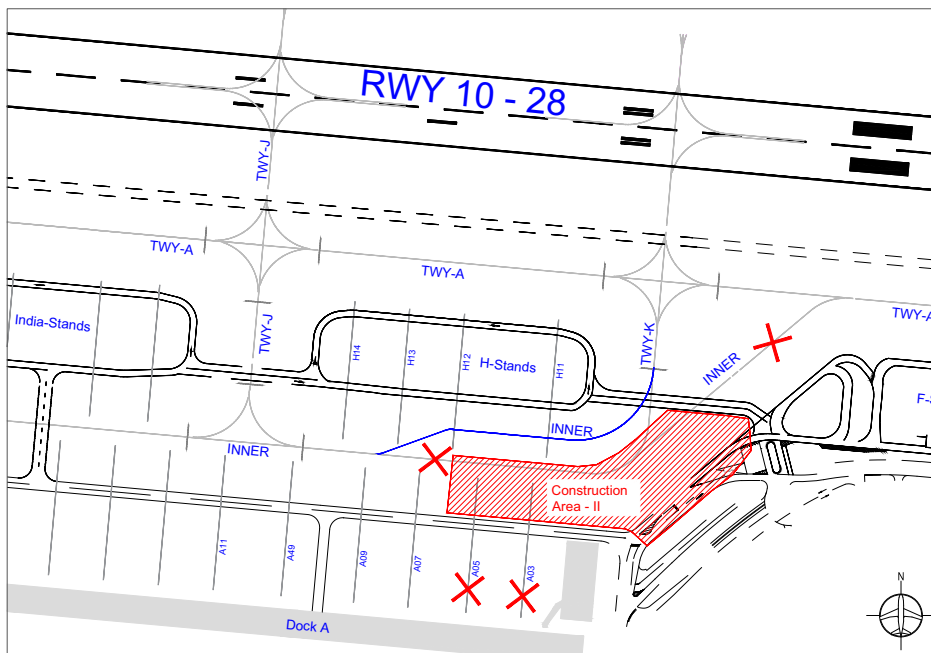 RWY 10 - 28
TWY-J
TWY-A
TWY-A
TWY-A
India-Stands
TWY-J
H14
H13
H12
H-Stands
H11
TWY-K
INNER
INNER
INNER
Construction
Area - II
A11
A49
A09
A07
A05
A03
Dock A
N